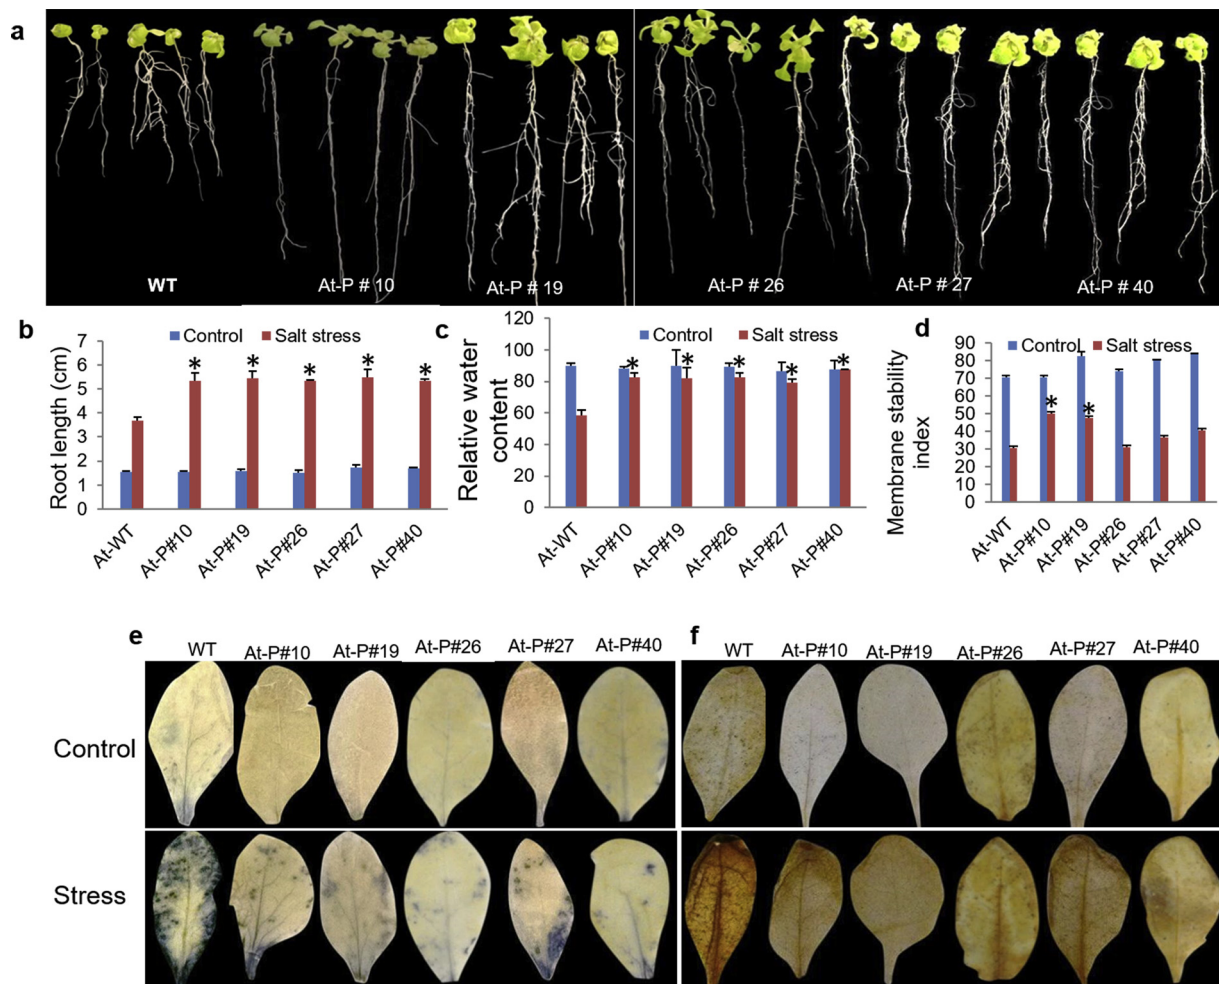 a
WT
At-P # 10
At-P # 19
At-P # 26
At-P # 27
At-P # 40
b
Control
Salt stress
Root length (cm)
7
6
5
4
3
2
1
0
*
*
*
*
*
At-WT
At-P#10
At-P#19
At-P#26
At-P#27
At-P#40
c
Control
Salt stress
Relative water
content
120
100
80
60
40
20
0
*
*
*
*
*
At-WT
At-P#10
At-P#19
At-P#26
At-P#27
At-P#40
d
Control
Salt stress
Membrane stability
index
90
80
70
60
50
40
30
20
10
0
*
*
At-WT
At-P#10
At-P#19
At-P#26
At-P#27
At-P#40
e
WT
At-P#10
At-P#19
At-P#26
At-P#27
At-P#40
f
WT
At-P#10
At-P#19
At-P#26
At-P#27
At-P#40
Control
Stress